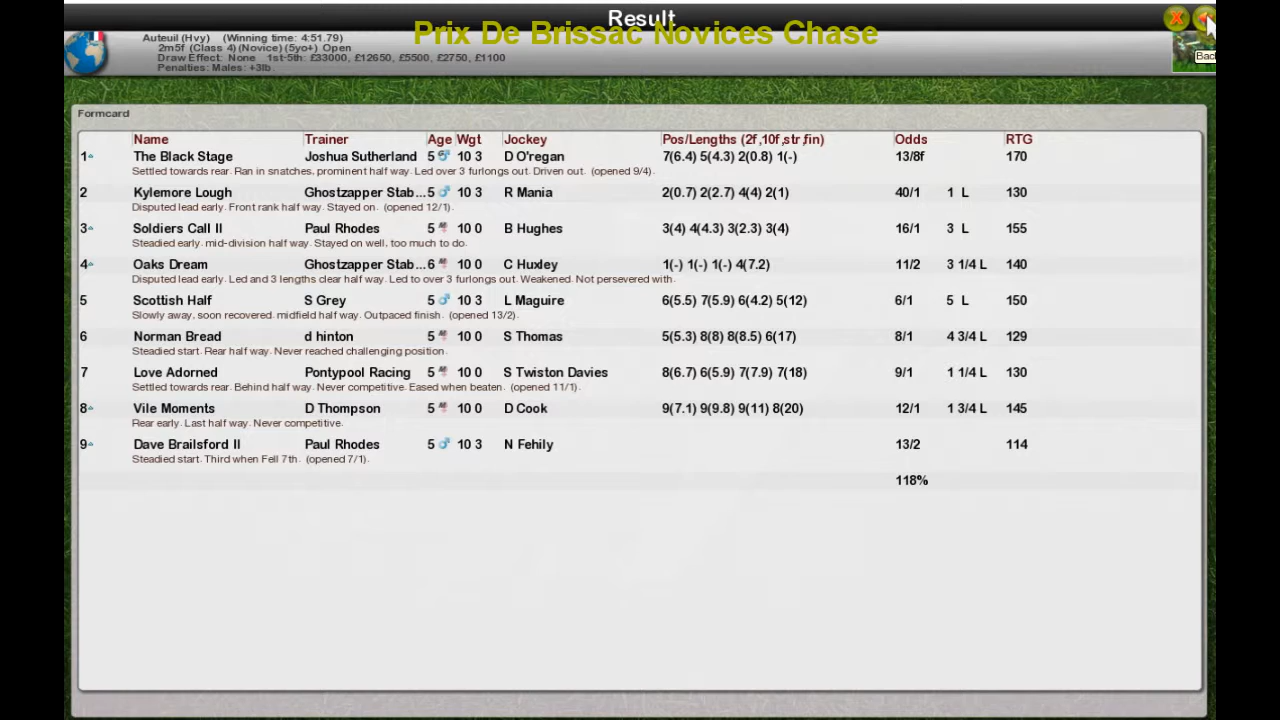 Result
Prix De Brissac Novices Chase
Auteuil (Hvy) (Winning time: 4:51.79)
2m5f (Class 4)(Novice)(5yo+) Open
Draw Effect: None 1st-5th: £33000, £12650, £5500, £2750, £1100
Penalties: Males: +3lb
Back
Formcard
Name Trainer Age Wgt Jockey Pos/Lengths (2f,10f,str,fin) Odds RTG
1 The Black Stage Joshua Sutherland 5 10 3 D O'regan 7(6.4) 5(4.3) 2(0.8) 1(-) 13/8f 170
Settled towards rear. Ran in snatches, prominent half way. Led over 3 furlongs out. Driven out. (opened 9/4).
2 Kylemore Lough Ghostzapper Stab... 5 10 3 R Mania 2(0.7) 2(2.7) 4(4) 2(1) 40/1 1 L 130
Disputed lead early. Front rank half way. Stayed on. (opened 12/1).
3 Soldiers Call II Paul Rhodes 5 10 0 B Hughes 3(4) 4(4.3) 3(2.3) 3(4) 16/1 3 L 155
Steadied early. mid-division half way. Stayed on well, too much to do.
4 Oaks Dream Ghostzapper Stab... 6 10 0 C Huxley 1(-) 1(-) 1(-) 4(7.2) 11/2 3 1/4 L 140
Disputed lead early. Led and 3 lengths clear half way. Led to over 3 furlongs out. Weakened. Not persevered with.
5 Scottish Half S Grey 5 10 3 L Maguire 6(5.5) 7(5.9) 6(4.2) 5(12) 6/1 5 L 150
Slowly away, soon recovered. midfield half way. Outpaced finish. (opened 13/2).
6 Norman Bread d hinton 5 10 0 S Thomas 5(5.3) 8(8) 8(8.5) 6(17) 8/1 4 3/4 L 129
Steadied start. Rear half way. Never reached challenging position.
7 Love Adorned Pontypool Racing 5 10 0 S Twiston Davies 8(6.7) 6(5.9) 7(7.9) 7(18) 9/1 1 1/4 L 130
Settled towards rear. Behind half way. Never competitive. Eased when beaten. (opened 11/1).
8 Vile Moments D Thompson 5 10 0 D Cook 9(7.1) 9(9.8) 9(11) 8(20) 12/1 1 3/4 L 145
Rear early. Last half way. Never competitive.
9 Dave Brailsford II Paul Rhodes 5 10 3 N Fehily 13/2 114
Steadied start. Third when Fell 7th. (opened 7/1).
118%